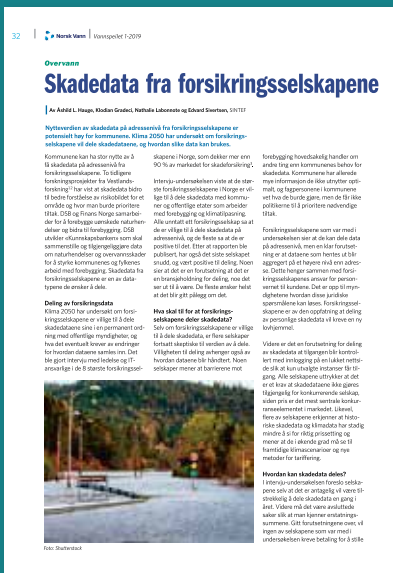 32
Norsk Vann
Vannspeilet 1-2019
Overvann
Skadedata fra forsikringsselskapene
Av Åshild L. Hauge, Klodian Gradeci, Nathalie Labonnote og Edvard Sivertsen, SINTEF
Nytteverdien av skadedata på adressenivå fra forsikringsselskapene er
potensielt høy for kommunene. Klima 2050 har undersøkt om forsikrings-
selskapene vil dele skadedataene, og hvordan slike data kan brukes.
Kommunene kan ha stor nytte av å
få skadedata på adressenivå fra
forsikringsselskapene. To tidligere
forsikringsprosjekter fra Vestlands-
forskning har vist at skadedata bidro
til bedre forståelse av risikobildet for et
område og hvor man burde prioritere
tiltak. DSB og Finans Norge samarbei-
der for å forebygge uønskede naturhen-
delser og bidra til forebygging. DSB
utvikler «Kunnskapsbanken» som skal
sammenstille og tilgjengeliggjøre data
om naturhendelser og overvannsskader
for å styrke kommunenes og fylkenes
arbeid med forebygging. Skadedata fra
forsikringsselskapene er en av data-
typene de ønsker å dele.
Deling av forsikringsdata
Klima 2050 har undersøkt om forsi-
kringsselskapene er villige til å dele
skadedataene sine i en permanent ord-
ning med offentlige myndigheter, og
hva det eventuelt krever av endringer
for hvordan dataene samles inn. Det
ble gjort intervju med ledelse og IT-
ansvarlige i de 8 største forsikringssel-
skapene i Norge, som dekker mer enn
90 % av markedet for skadeforsikring.
Intervju-undersøkelsen viste at de stør-
ste forsikringsselskapene i Norge er vil-
lige til å dele skadedata med kommu-
ner og offentlige etater som arbeider
med forebygging og klimatilpasning.
Alle unntatt ett forsikringsselskap sa at
de er villige til å dele skadedata på
adressenivå, og de fleste sa at de er
positive til det. Etter at rapporten ble
publisert, har også det siste selskapet
snudd, og vært positive til deling. Noen
sier at det er en forutsetning at det er
en bransjeholdning for deling, noe det
ser ut til å være. De fleste ønsker helst
at det blir gitt pålegg om det.
Hva skal til for at forsikrings-
selskapene deler skadedata?
Selv om forsikringsselskapene er villige
til å dele skadedata, er flere selskaper
fortsatt skeptiske til verdien av å dele.
Villigheten til deling avhenger også av
hvordan dataene blir håndtert. Noen
selskaper mener at barrierene mot
forebygging hovedsakelig handler om
andre ting enn kommunenes behov for
skadedata. Kommunene har allerede
mye informasjon de ikke utnytter opti-
malt, og fagpersonene i kommunene
vet hva de burde gjøre, men de får ikke
politikerne til å prioritere nødvendige
tiltak.
Forsikringsselskapene som var med i
undersøkelsen sier at de kan dele data
på adressenivå, men en klar forutset-
ning er at dataene som hentes ut blir
aggregert på et høyere nivå enn adres-
se. Dette henger sammen med forsi-
kringsselskapenes ansvar for person-
vernet til kundene. Det er opp til myn-
dighetene hvordan disse juridiske
spørsmålene kan løses. Forsikringssel-
skapene er av den oppfatning at deling
av personlige skadedata vil kreve en ny
lovhjemmel.
Videre er det en forutsetning for deling
av skadedata at tilgangen blir kontrol-
lert med innlogging på en lukket nettsi-
de slik at kun utvalgte instanser får til-
gang. Alle selskapene uttrykker at det
er et krav at skadedataene ikke gjøres
tilgjengelig for konkurrerende selskap,
siden pris er det mest sentrale konkur-
ranseelementet i markedet. Likevel,
flere av selskapene erkjenner at histo-
riske skadedata og klimadata har stadig
mindre å si for riktig prissetting og
mener at de i økende grad må se til
framtidige klimascenarioer og nye
metoder for tariffering.
Hvordan kan skadedata deles?
I intervju-undersøkelsen foreslo selska-
pene selv at det er antagelig vil være til-
strekkelig å dele skadedata en gang i
året. Videre må det være avsluttede
saker slik at man kjenner erstatnings-
summene. Gitt forutsetningene over, vil
ingen av selskapene som var med i
undersøkelsen kreve betaling for å stille
Foto: Shutterstock